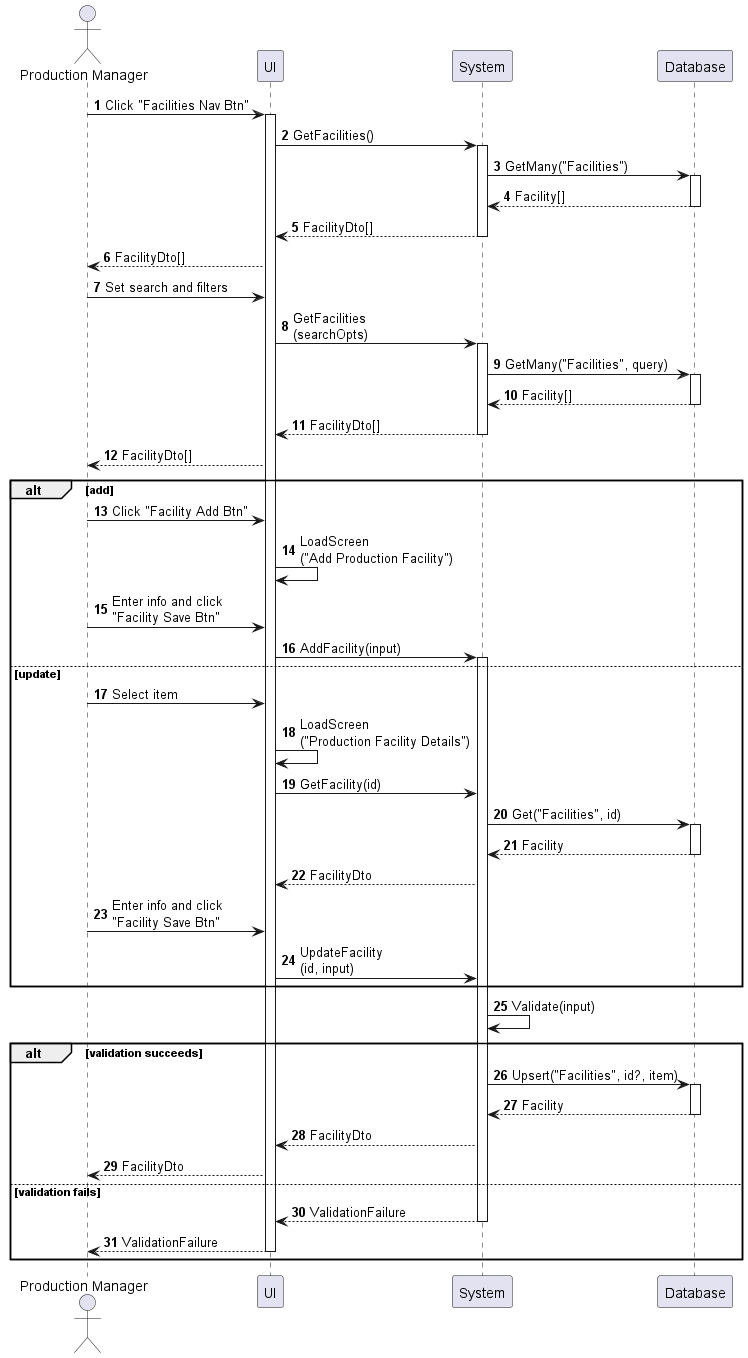 Production Manager
UI
System
Database
1 Click "Facilities Nav Btn"
2 GetFacilities()
3 GetMany("Facilities")
4 Facility[]
5 FacilityDto[]
6 FacilityDto[]
7 Set search and filters
8 GetFacilities
(searchOpts)
9 GetMany("Facilities", query)
10 Facility[]
11 FacilityDto[]
12 FacilityDto[]
alt [add]
13 Click "Facility Add Btn"
14 LoadScreen
("Add Production Facility")
15 Enter info and click
"Facility Save Btn"
16 AddFacility(input)
[update]
17 Select item
18 LoadScreen
("Production Facility Details")
19 GetFacility(id)
20 Get("Facilities", id)
21 Facility
22 FacilityDto
23 Enter info and click
"Facility Save Btn"
24 UpdateFacility
(id, input)
25 Validate(input)
alt [validation succeeds]
26 Upsert("Facilities", id?, item)
27 Facility
28 FacilityDto
29 FacilityDto
[validation fails]
30 ValidationFailure
31 ValidationFailure
Production Manager
UI
System
Database